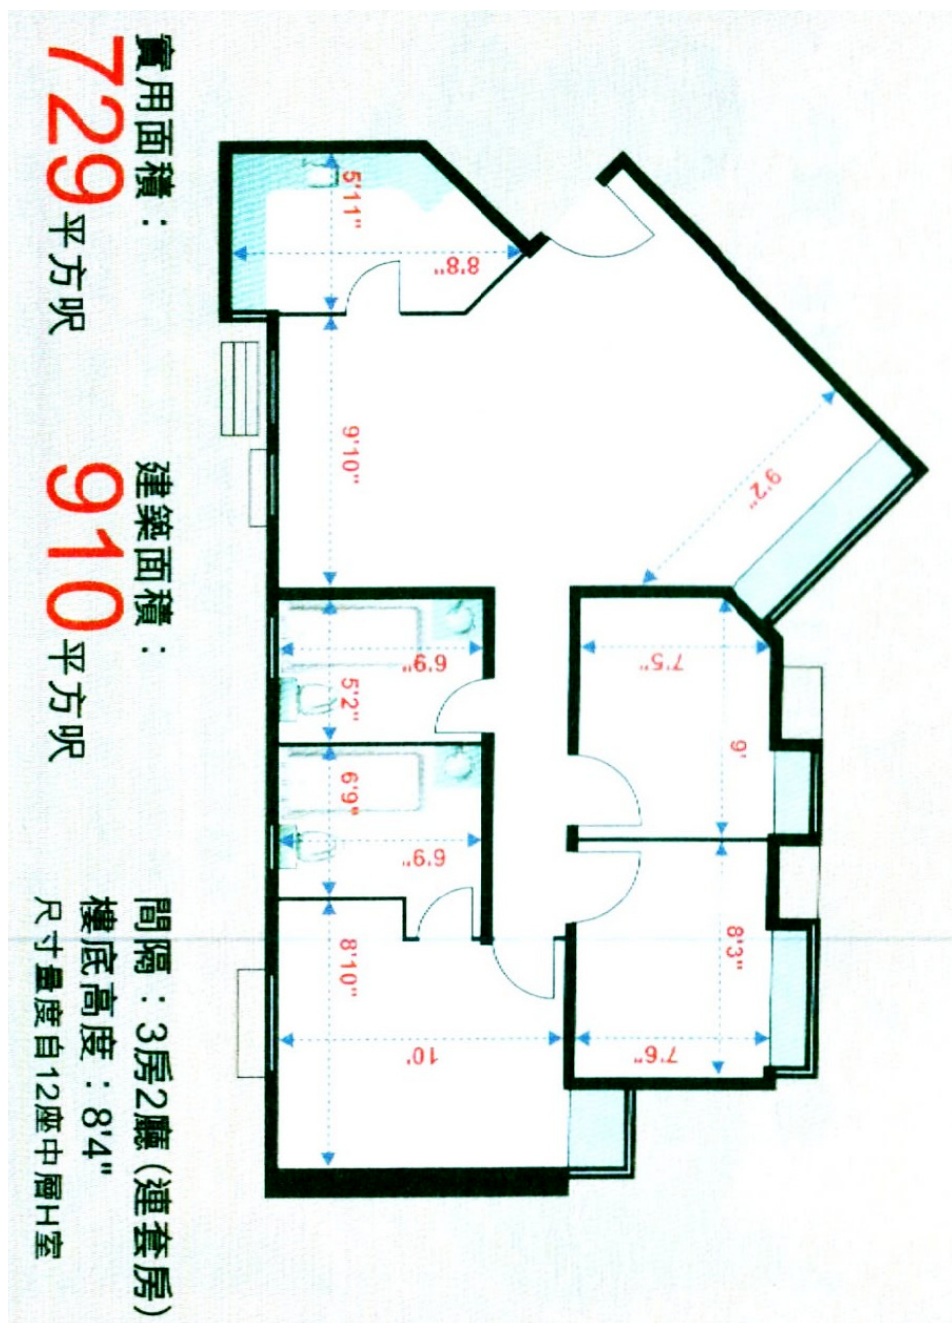 實用面積：
729平方呎
建築面積：
910平方呎
間隔：3房2廳（連套房）
樓底高度：8'4"
尺寸量度自12座中層H室
5'11"
8'8"
9'10"
9'2"
6'9"
5'2"
7'5"
9'
6'9"
6'9"
8'3"
8'10"
10'
7'6"